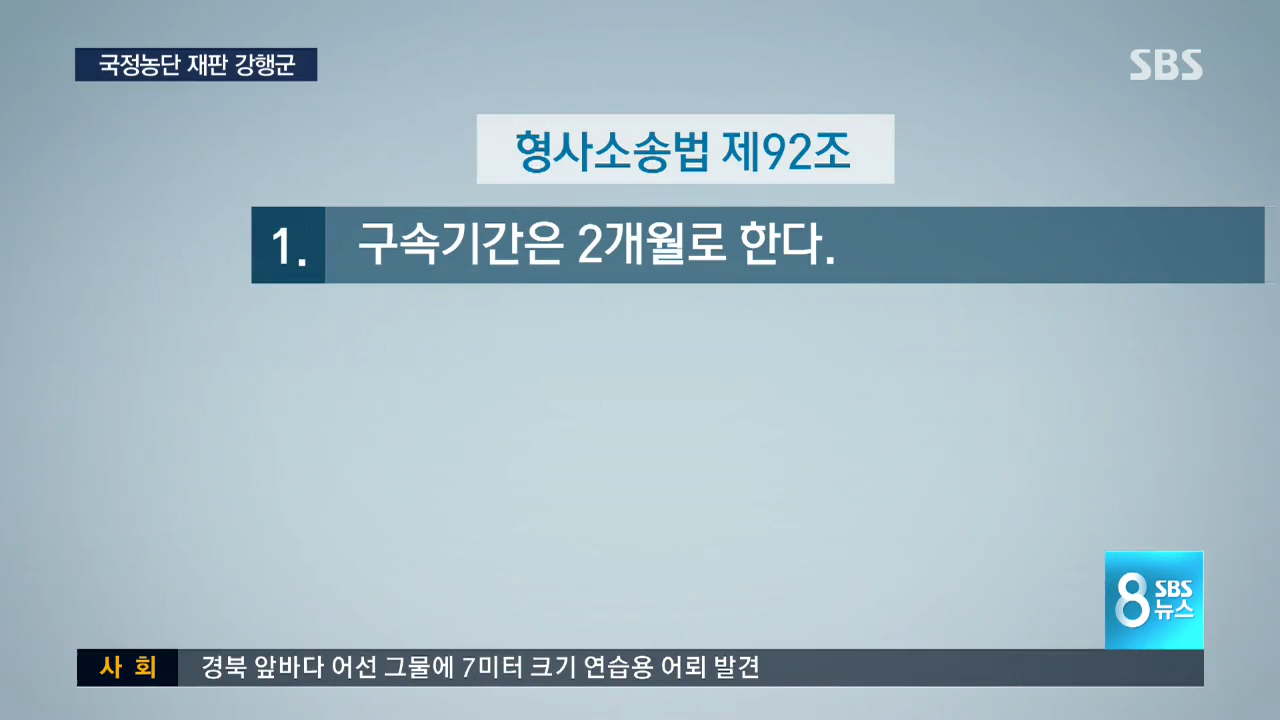 국정농단 재판 강행군
SBS
형사소송법 제92조
1. 구속기간은 2개월로 한다.
8 SBS 뉴스
사 회 경북 앞바다 어선 그물에 7미터 크기 연습용 어뢰 발견